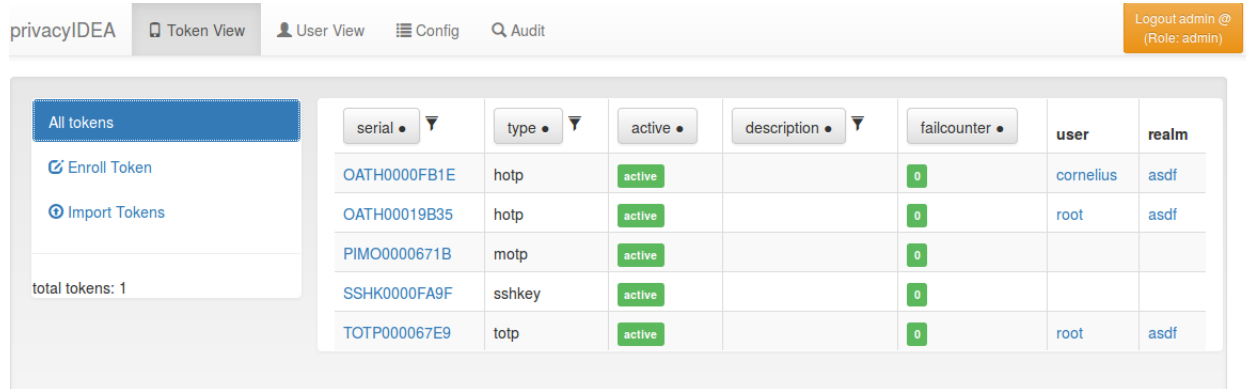 privacyIDEA Token View User View Config Audit Logout admin @
(Role: admin)
All tokens
Enroll Token
Import Tokens
total tokens: 1
serial ● type ● active ● description ● failcounter ● user realm
OATH0000FB1E hotp active 0 cornelius asdf
OATH00019B35 hotp active 0 root asdf
PIMO0000671B motp active 0
SSHK0000FA9F sshkey active 0
TOTP000067E9 totp active 0 root asdf